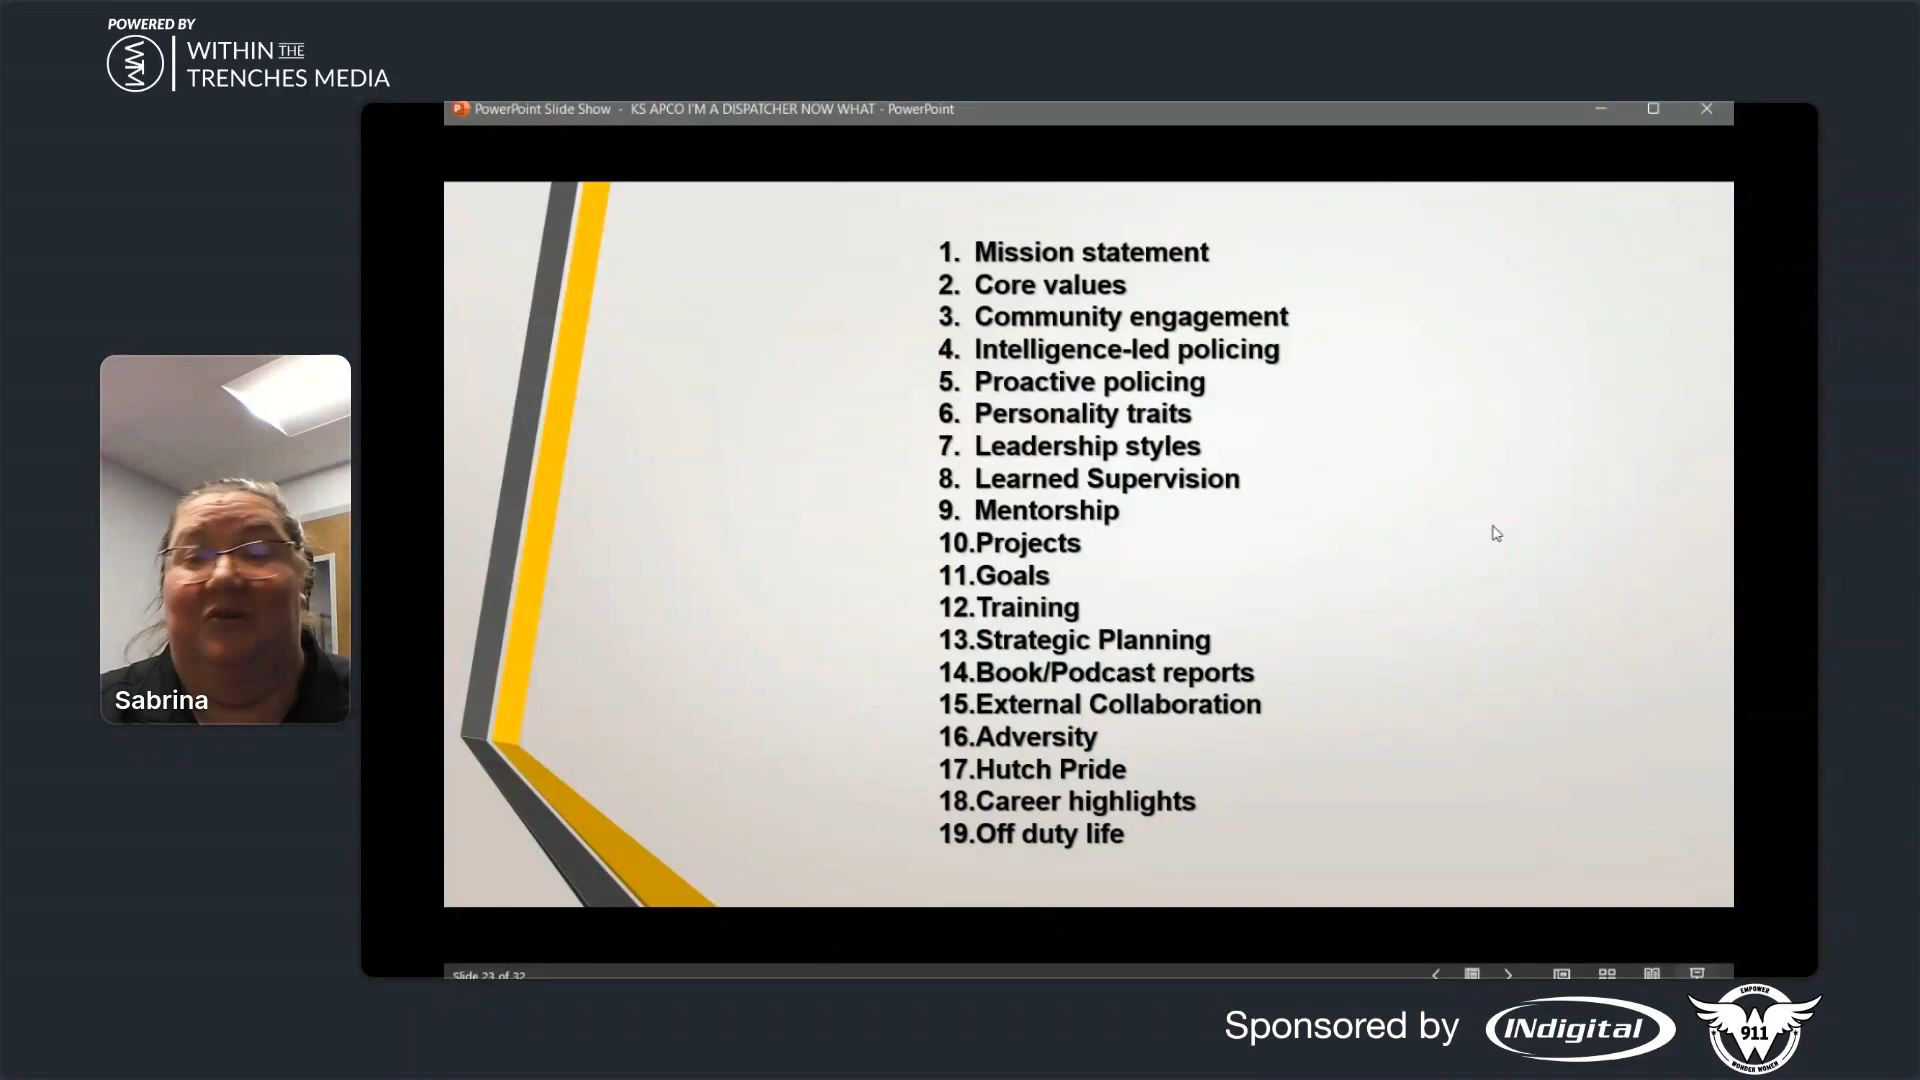 POWERED BY
WITHIN THE
TRENCHES MEDIA
PowerPoint Slide Show - KS APCO I'M A DISPATCHER NOW WHAT - PowerPoint
1. Mission statement
2. Core values
3. Community engagement
4. Intelligence-led policing
5. Proactive policing
6. Personality traits
7. Leadership styles
8. Learned Supervision
9. Mentorship
10.Projects
11.Goals
12.Training
13.Strategic Planning
14.Book/Podcast reports
15.External Collaboration
16.Adversity
17.Hutch Pride
18.Career highlights
19.Off duty life
Sabrina
Slide 23 of 32
Sponsored by
INdigital
EMPOWER
911
W
WONDER WOMEN